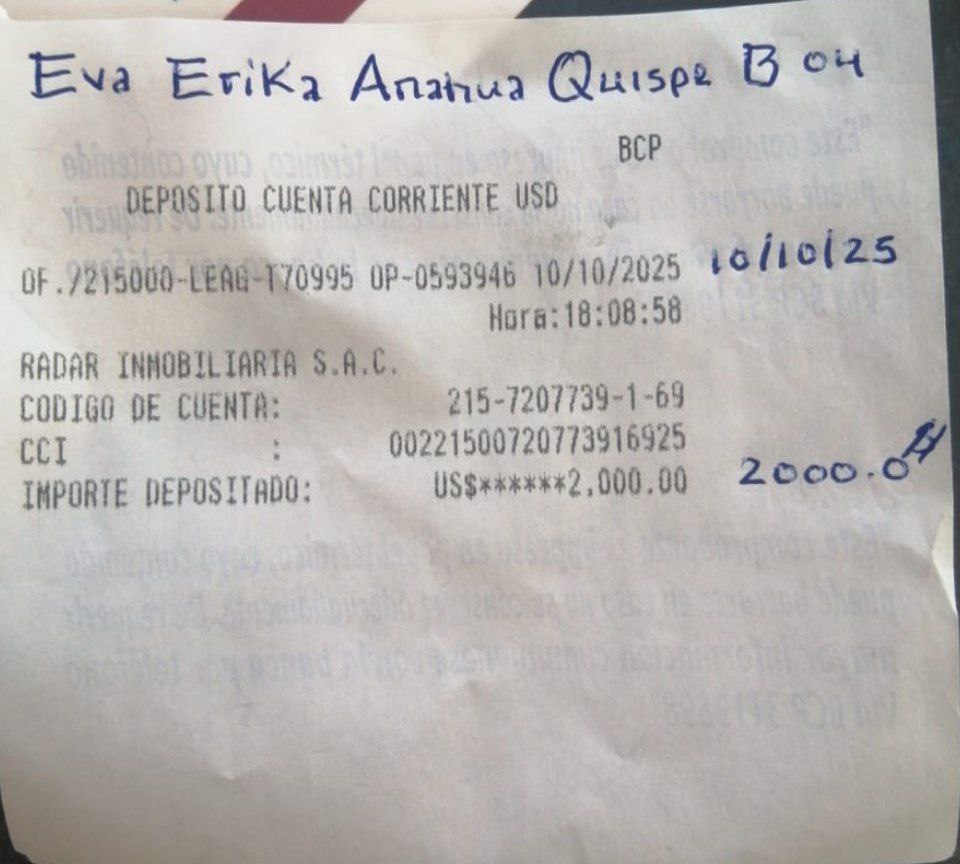 Eva Erika Anahua Quispe B 04
BCP
DEPOSITO CUENTA CORRIENTE USD
OF.7215000-LEAG-T70995 OP-0593946 10/10/2025 10/10/25
Hora:18:08:58
RADAR INMOBILIARIA S.A.C.
CODIGO DE CUENTA: 215-7207739-1-69
CCI : 00221500720773916925
IMPORTE DEPOSITADO: US$******2,000.00 2000.0